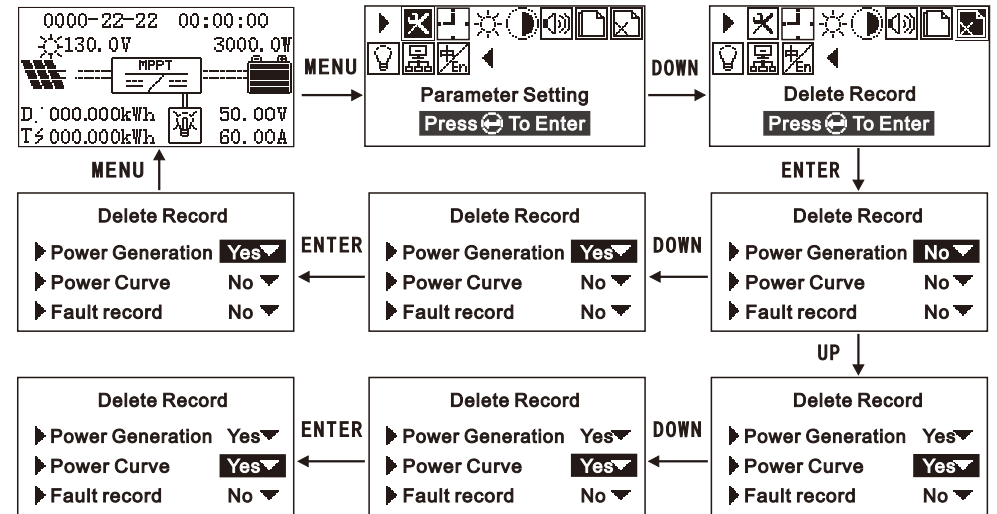 0000-22-22 00:00:00
130.0V 3000.0W
MPPT
D. 000.000kWh 50.00V
T 000.000kWh 60.00A
MENU
中/En
Parameter Setting
Press To Enter
DOWN
中/En
Delete Record
Press To Enter
MENU
ENTER
Delete Record
Power Generation Yes
Power Curve No
Fault record No
ENTER
Delete Record
Power Generation Yes
Power Curve No
Fault record No
DOWN
Delete Record
Power Generation No
Power Curve No
Fault record No
UP
Delete Record
Power Generation Yes
Power Curve Yes
Fault record No
ENTER
Delete Record
Power Generation Yes
Power Curve Yes
Fault record No
DOWN
Delete Record
Power Generation Yes
Power Curve Yes
Fault record No